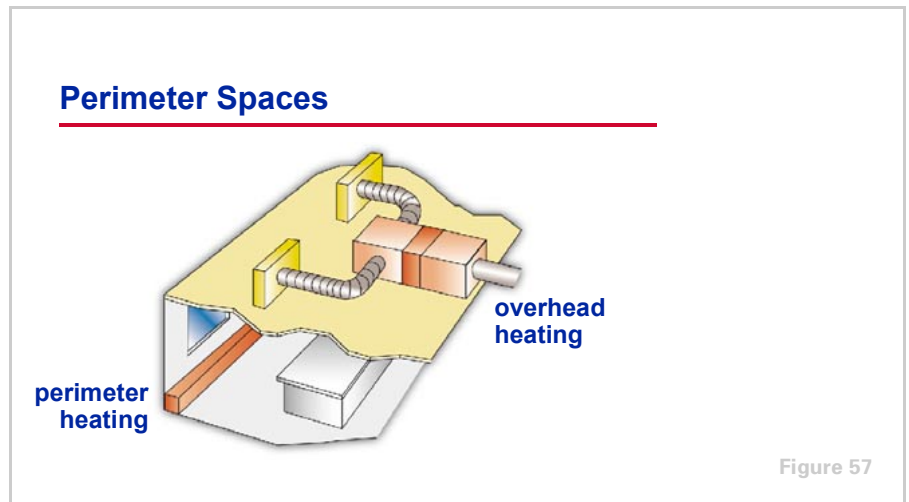 Perimeter Spaces
overhead
heating
perimeter
heating
Figure 57